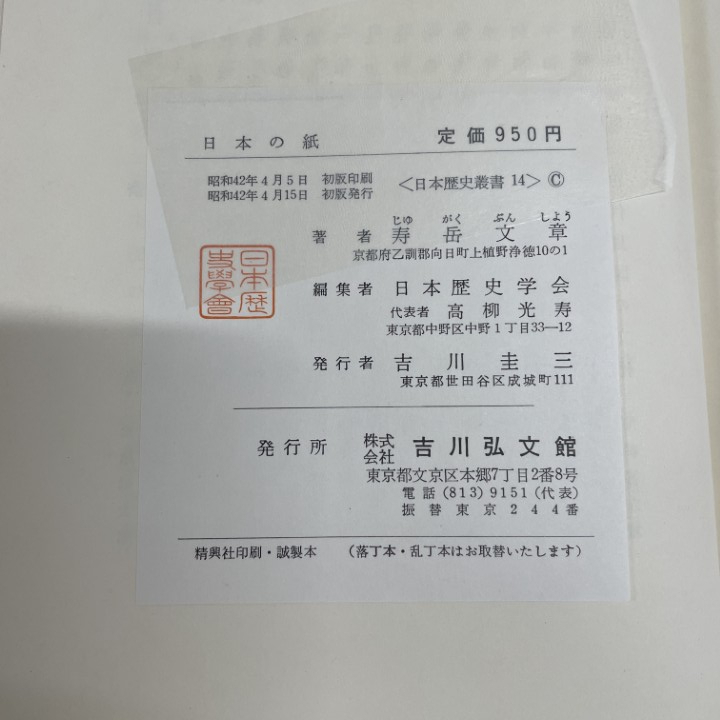 日本の紙
定価950円
昭和42年4月5日 初版印刷
昭和42年4月15日 初版発行
<日本歴史叢書 14> ©
じゆ がく ぶん しよう
著者 寿岳文章
京都府乙訓郡向日町上植野浄徳10の1
日本歴史學會
編集者 日本歴史学会
代表者 高柳光寿
東京都中野区中野1丁目33―12
発行者 吉川圭三
東京都世田谷区成城町111
発行所 株式会社 吉川弘文館
東京都文京区本郷7丁目2番8号
電話(813)9151(代表)
振替東京244番
精興社印刷・誠製本 (落丁本・乱丁本はお取替いたします)